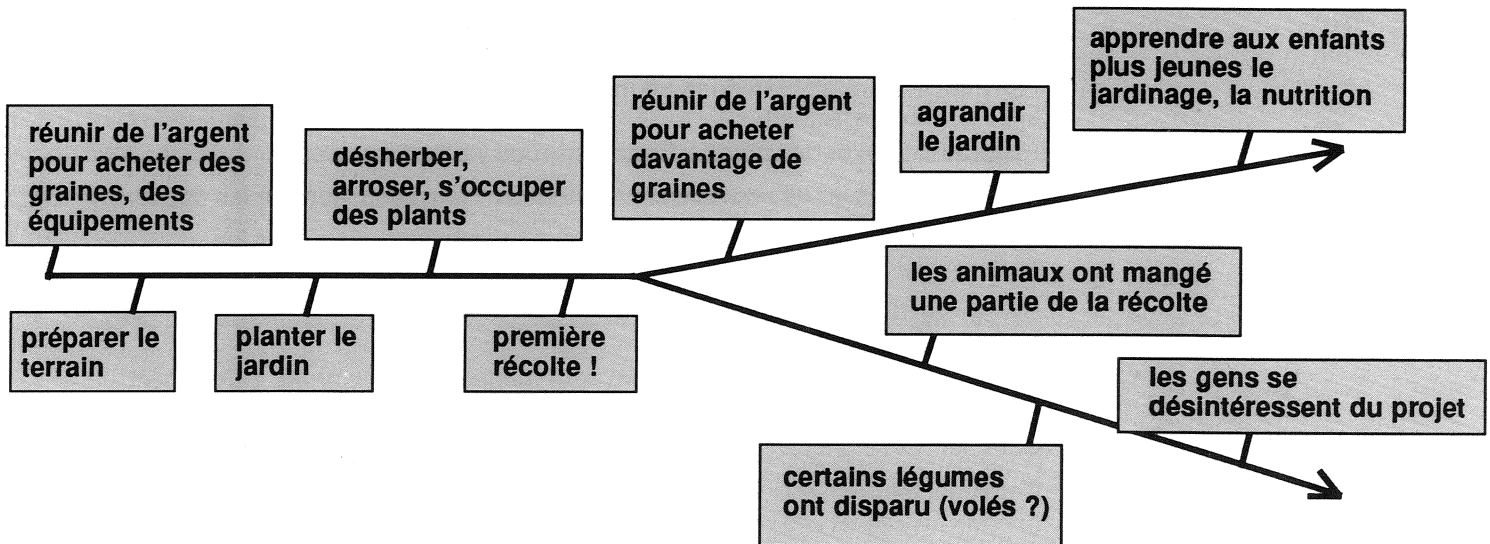 réunir de l'argent
pour acheter des
graines, des
équipements
préparer le
terrain
planter le
jardin
désherber,
arroser, s'occuper
des plants
première
récolte !
réunir de l'argent
pour acheter
davantage de
graines
agrandir
le jardin
apprendre aux enfants
plus jeunes le
jardinage, la nutrition
les animaux ont mangé
une partie de la récolte
certains légumes
ont disparu (volés ?)
les gens se
désintéressent du projet